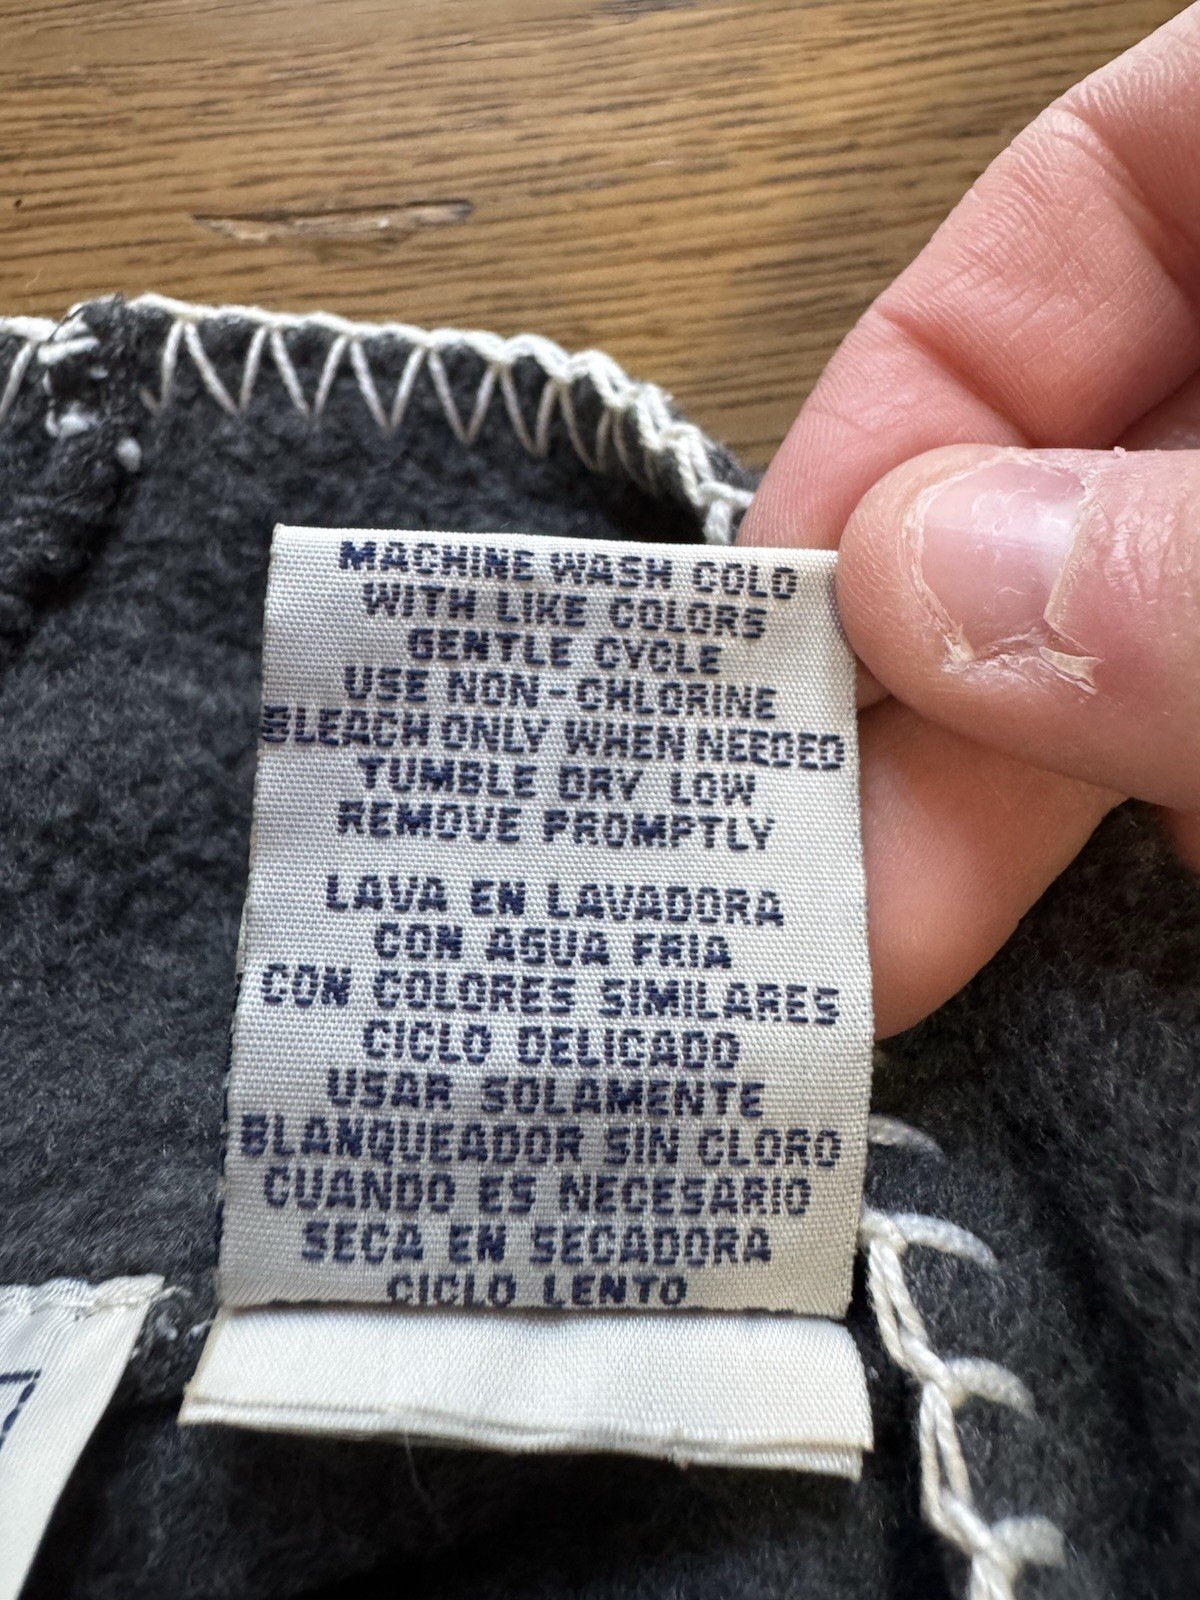 MACHINE WASH COLD
WITH LIKE COLORS
GENTLE CYCLE
USE NON-CHLORINE
BLEACH ONLY WHEN NEEDED
TUMBLE DRY LOW
REMOVE PROMPTLY
LAVA EN LAVADORA
CON AGUA FRIA
CON COLORES SIMILARES
CICLO DELICADO
USAR SOLAMENTE
BLANQUEADOR SIN CLORO
CUANDO ES NECESARIO
SECA EN SECADORA
CICLO LENTO